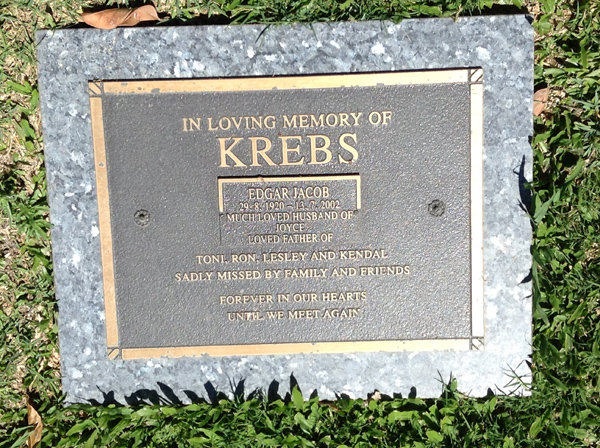 IN LOVING MEMORY OF
KREBS
EDGAR JACOB
29·8·1920 ~ 13·7·2002
MUCH LOVED HUSBAND OF
JOYCE
LOVED FATHER OF
TONI, RON, LESLEY AND KENDAL
SADLY MISSED BY FAMILY AND FRIENDS
FOREVER IN OUR HEARTS
UNTIL WE MEET AGAIN